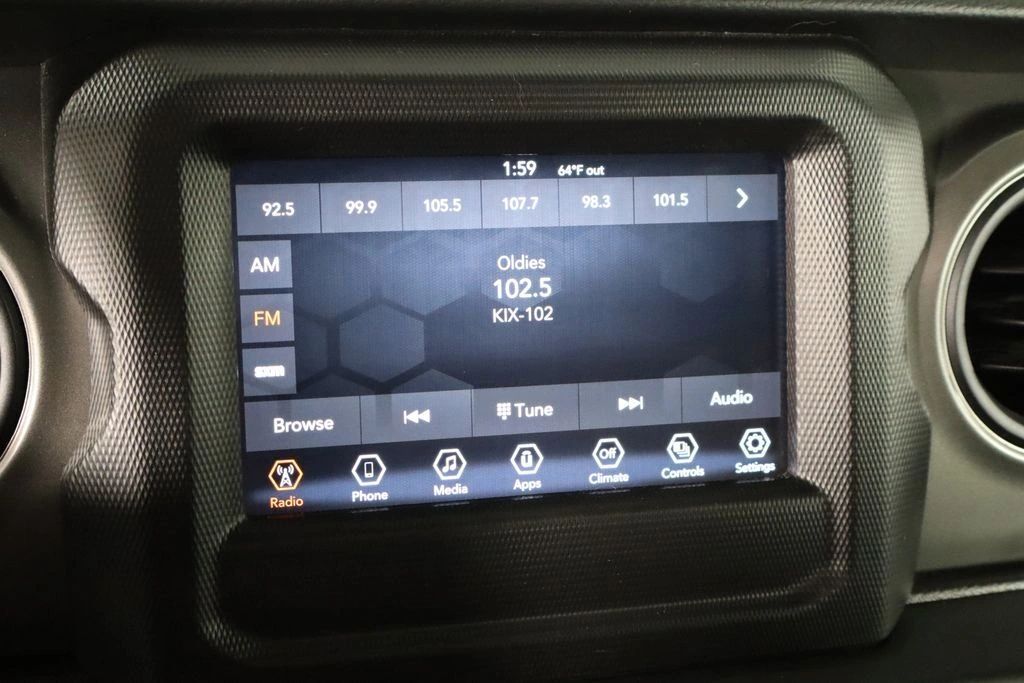 1:59 64°F out
92.5 99.9 105.5 107.7 98.3 101.5
AM
FM
sxm
Oldies
102.5
KIX-102
Browse Tune Audio
Radio Phone Media Apps Off Climate Controls Settings